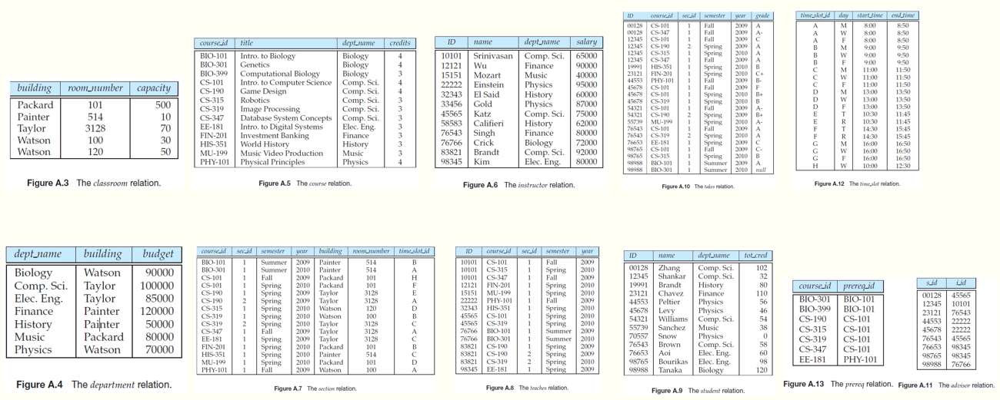 building room_number capacity
Packard 101 500
Painter 514 10
Taylor 3128 70
Watson 100 30
Watson 120 50
Figure A.3 The classroom relation.
course_id title dept_name credits
BIO-101 Intro. to Biology Biology 4
BIO-301 Genetics Biology 4
BIO-399 Computational Biology Biology 3
CS-101 Intro. to Computer Science Comp. Sci. 4
CS-190 Game Design Comp. Sci. 4
CS-315 Robotics Comp. Sci. 3
CS-319 Image Processing Comp. Sci. 3
CS-347 Database System Concepts Comp. Sci. 3
EE-181 Intro. to Digital Systems Elec. Eng. 3
FIN-201 Investment Banking Finance 3
HIS-351 World History History 3
MU-199 Music Video Production Music 3
PHY-101 Physical Principles Physics 4
Figure A.5 The course relation.
ID name dept_name salary
10101 Srinivasan Comp. Sci. 65000
12121 Wu Finance 90000
15151 Mozart Music 40000
22222 Einstein Physics 95000
32343 El Said History 60000
33456 Gold Physics 87000
45565 Katz Comp. Sci. 75000
58583 Califieri History 62000
76543 Singh Finance 80000
76766 Crick Biology 72000
83821 Brandt Comp. Sci. 92000
98345 Kim Elec. Eng. 80000
Figure A.6 The instructor relation.
ID course_id sec_id semester year grade
00128 CS-101 1 Fall 2009 A
00128 CS-347 1 Fall 2009 A-
12345 CS-101 1 Fall 2009 C
12345 CS-190 2 Spring 2009 A
12345 CS-315 1 Spring 2010 A
12345 CS-347 1 Fall 2009 A
19991 HIS-351 1 Spring 2010 B
23121 FIN-201 1 Spring 2010 C+
44553 PHY-101 1 Fall 2009 B-
45678 CS-101 1 Fall 2009 F
45678 CS-101 1 Spring 2010 B+
45678 CS-319 1 Spring 2010 B
54321 CS-101 1 Fall 2009 A-
54321 CS-190 2 Spring 2009 B+
55739 MU-199 1 Spring 2010 A-
76543 CS-101 1 Fall 2009 A
76543 CS-319 2 Spring 2010 A
76653 EE-181 1 Spring 2009 C
98765 CS-101 1 Fall 2009 C-
98765 CS-315 1 Spring 2010 B
98988 BIO-101 1 Summer 2009 A
98988 BIO-301 1 Summer 2010 null
Figure A.10 The takes relation.
time_slot_id day start_time end_time
A M 8:00 8:50
A W 8:00 8:50
A F 8:00 8:50
B M 9:00 9:50
B W 9:00 9:50
B F 9:00 9:50
C M 11:00 11:50
C W 11:00 11:50
C F 11:00 11:50
D M 13:00 13:50
D W 13:00 13:50
D F 13:00 13:50
E T 10:30 11:45
E R 10:30 11:45
F T 14:30 15:45
F R 14:30 15:45
G M 16:00 16:50
G W 16:00 16:50
G F 16:00 16:50
H W 10:00 12:30
Figure A.12 The time_slot relation.
dept_name building budget
Biology Watson 90000
Comp. Sci. Taylor 100000
Elec. Eng. Taylor 85000
Finance Painter 120000
History Painter 50000
Music Packard 80000
Physics Watson 70000
Figure A.4 The department relation.
course_id sec_id semester year building room_number time_slot_id
BIO-101 1 Summer 2009 Painter 514 B
BIO-301 1 Summer 2010 Painter 514 A
CS-101 1 Fall 2009 Packard 101 H
CS-101 1 Spring 2010 Packard 101 F
CS-190 1 Spring 2009 Taylor 3128 E
CS-190 2 Spring 2009 Taylor 3128 A
CS-315 1 Spring 2010 Watson 120 D
CS-319 1 Spring 2010 Watson 100 B
CS-319 2 Spring 2010 Taylor 3128 C
CS-347 1 Fall 2009 Taylor 3128 A
EE-181 1 Spring 2009 Taylor 3128 C
FIN-201 1 Spring 2010 Packard 101 B
HIS-351 1 Spring 2010 Painter 514 C
MU-199 1 Spring 2010 Packard 101 D
PHY-101 1 Fall 2009 Watson 100 A
Figure A.7 The section relation.
ID course_id sec_id semester year
10101 CS-101 1 Fall 2009
10101 CS-315 1 Spring 2010
10101 CS-347 1 Fall 2009
12121 FIN-201 1 Spring 2010
15151 MU-199 1 Spring 2010
22222 PHY-101 1 Fall 2009
32343 HIS-351 1 Spring 2010
45565 CS-101 1 Spring 2010
45565 CS-319 1 Spring 2010
76766 BIO-101 1 Summer 2009
76766 BIO-301 1 Summer 2010
83821 CS-190 1 Spring 2009
83821 CS-190 2 Spring 2009
83821 CS-319 2 Spring 2010
98345 EE-181 1 Spring 2009
Figure A.8 The teaches relation.
ID name dept_name tot_cred
00128 Zhang Comp. Sci. 102
12345 Shankar Comp. Sci. 32
19991 Brandt History 80
23121 Chavez Finance 110
44553 Peltier Physics 56
45678 Levy Physics 46
54321 Williams Comp. Sci. 54
55739 Sanchez Music 38
70557 Snow Physics 0
76543 Brown Comp. Sci. 58
76653 Aoi Elec. Eng. 60
98765 Bourikas Elec. Eng. 98
98988 Tanaka Biology 120
Figure A.9 The student relation.
course_id prereq_id
BIO-301 BIO-101
BIO-399 BIO-101
CS-190 CS-101
CS-315 CS-101
CS-319 CS-101
CS-347 CS-101
EE-181 PHY-101
Figure A.13 The prereq relation.
s_id i_id
00128 45565
12345 10101
23121 76543
44553 22222
45678 22222
76543 45565
76653 98345
98765 98345
98988 76766
Figure A.11 The advisor relation.